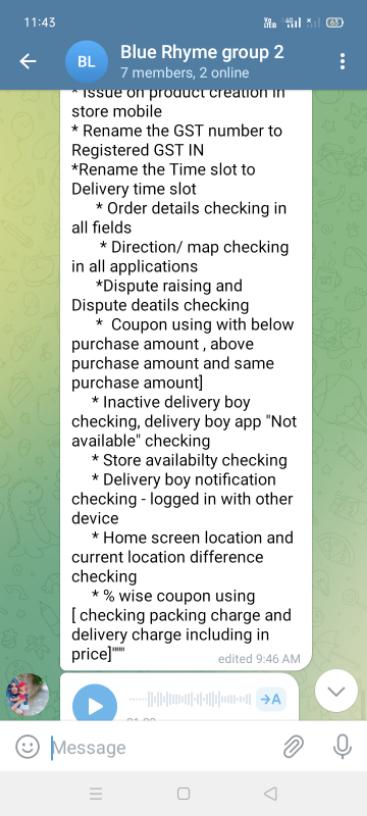 11:43
63
BL
Blue Rhyme group 2
7 members, 2 online
* Issue on product creation in
store mobile
* Rename the GST number to
Registered GST IN
*Rename the Time slot to
Delivery time slot
* Order details checking in
all fields
* Direction/ map checking
in all applications
*Dispute raising and
Dispute deatils checking
* Coupon using with below
purchase amount , above
purchase amount and same
purchase amount]
* Inactive delivery boy
checking, delivery boy app "Not
available" checking
* Store availabilty checking
* Delivery boy notification
checking - logged in with other
device
* Home screen location and
current location difference
checking
* % wise coupon using
[ checking packing charge and
delivery charge including in
price]"""
edited 9:46 AM
→A
Message